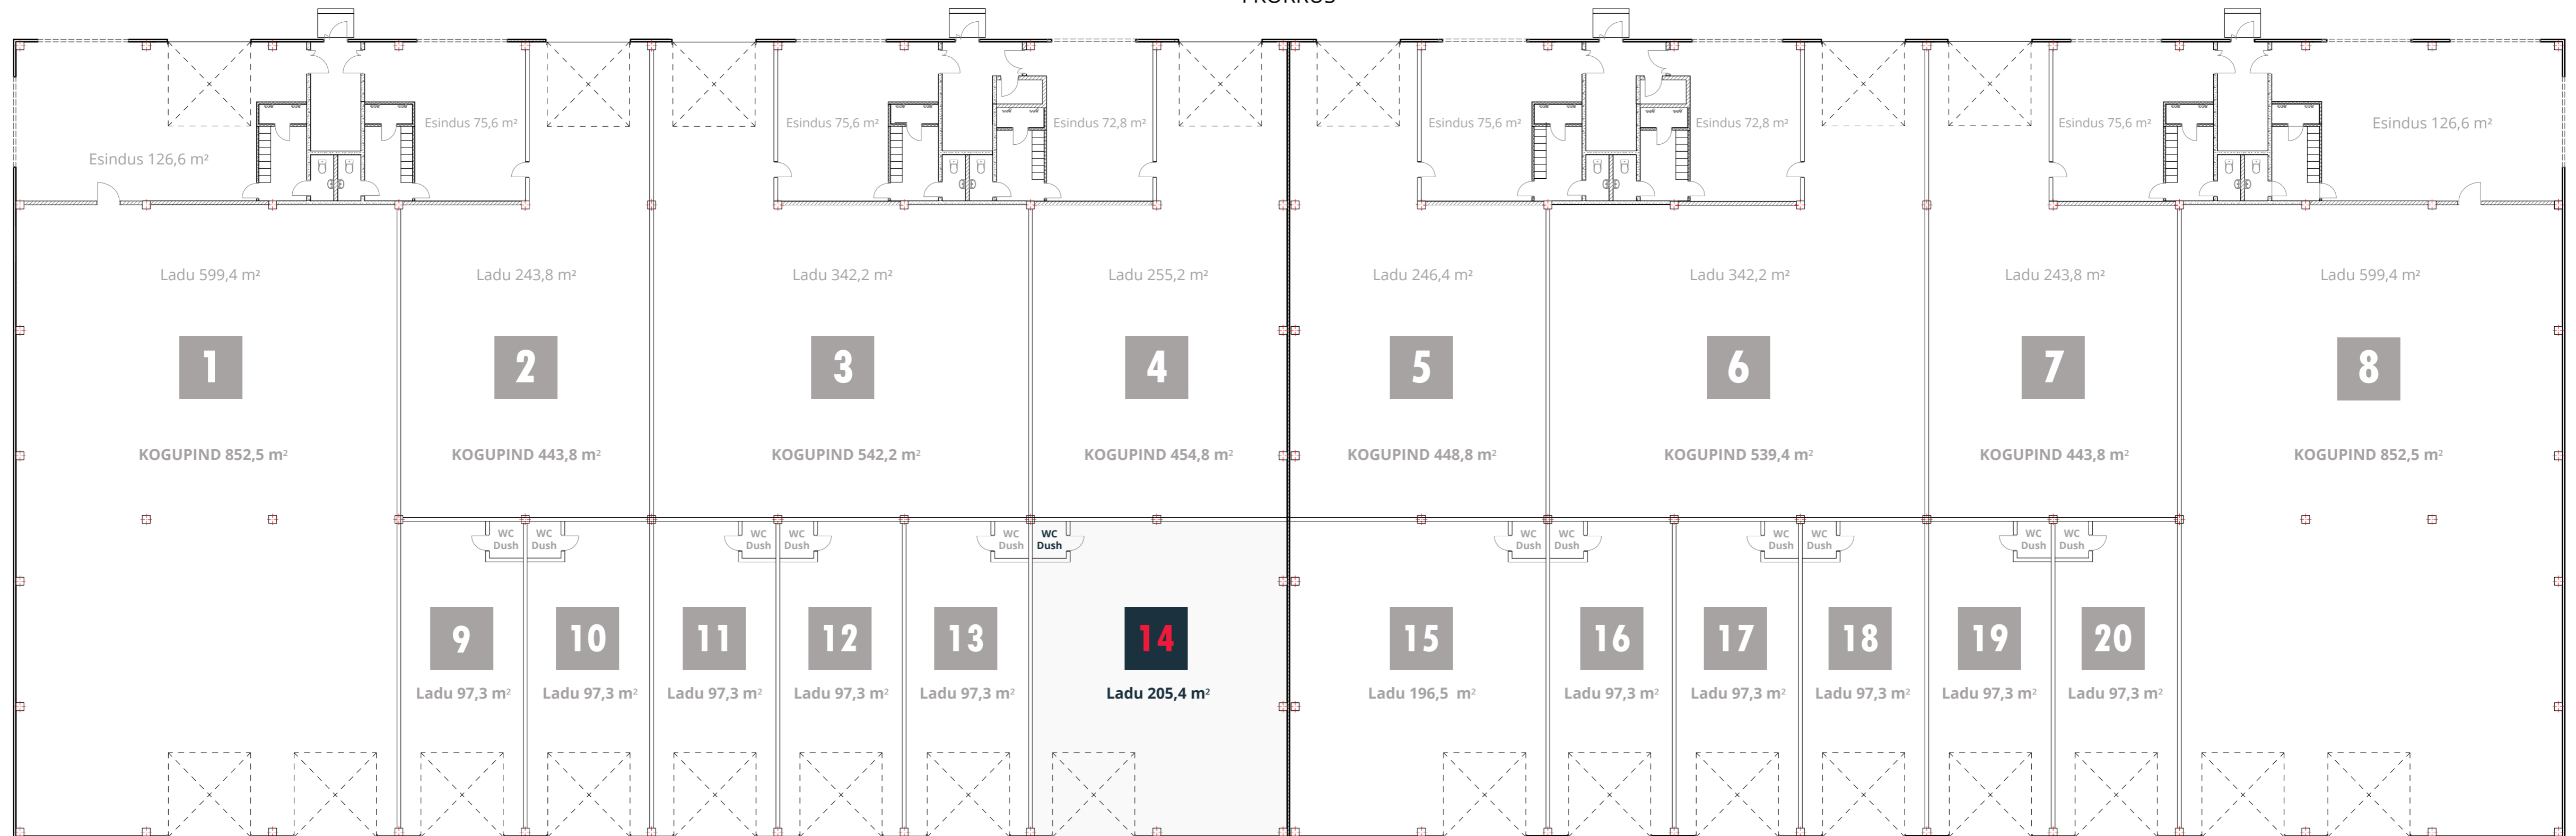 Esindus 126,6 m²
Esindus 75,6 m²
Esindus 75,6 m²
Esindus 72,8 m²
Esindus 75,6 m²
Esindus 72,8 m²
Esindus 75,6 m²
Esindus 126,6 m²
Ladu 599,4 m²
Ladu 243,8 m²
Ladu 342,2 m²
Ladu 255,2 m²
Ladu 246,4 m²
Ladu 342,2 m²
Ladu 243,8 m²
Ladu 599,4 m²
1
2
3
4
5
6
7
8
KOGUPIND 852,5 m²
KOGUPIND 443,8 m²
KOGUPIND 542,2 m²
KOGUPIND 454,8 m²
KOGUPIND 448,8 m²
KOGUPIND 539,4 m²
KOGUPIND 443,8 m²
KOGUPIND 852,5 m²
WC
Dush
WC
Dush
WC
Dush
WC
Dush
WC
Dush
WC
Dush
WC
Dush
WC
Dush
WC
Dush
WC
Dush
WC
Dush
WC
Dush
9
10
11
12
13
14
15
16
17
18
19
20
Ladu 97,3 m²
Ladu 97,3 m²
Ladu 97,3 m²
Ladu 97,3 m²
Ladu 97,3 m²
Ladu 205,4 m²
Ladu 196,5 m²
Ladu 97,3 m²
Ladu 97,3 m²
Ladu 97,3 m²
Ladu 97,3 m²
Ladu 97,3 m²